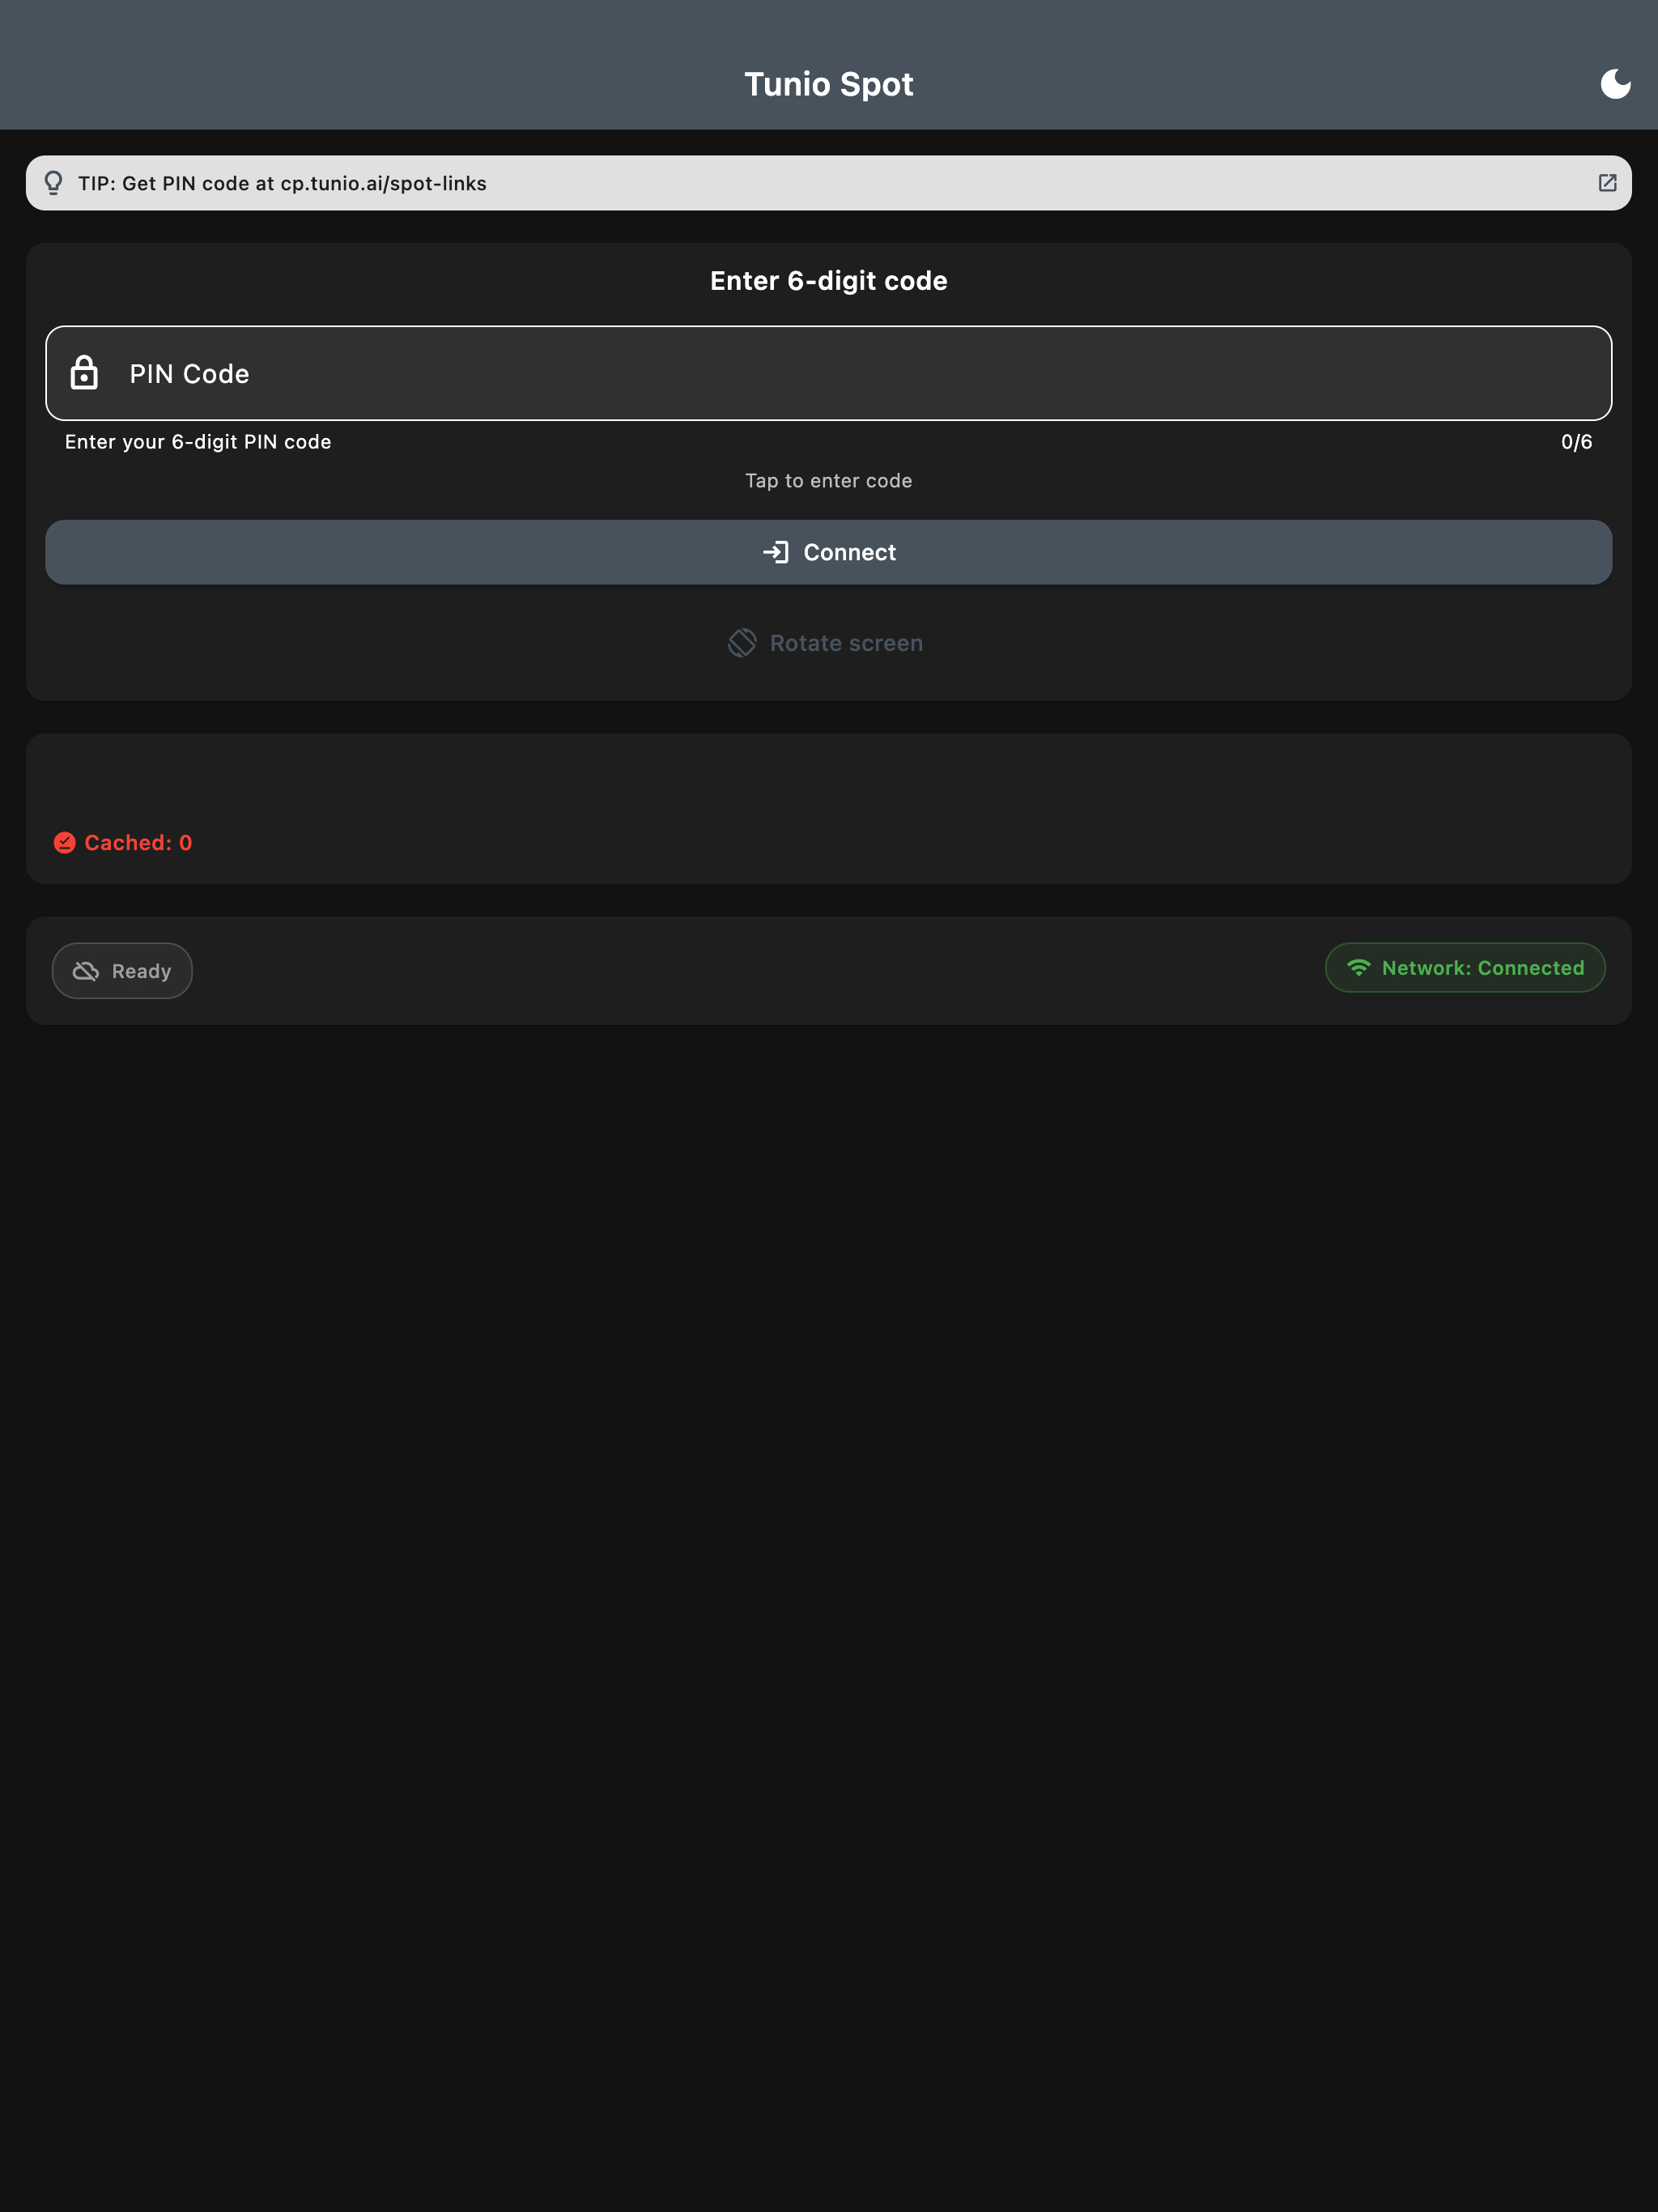 Tunio Spot
TIP: Get PIN code at cp.tunio.ai/spot-links
Enter 6-digit code
PIN Code
Enter your 6-digit PIN code
0/6
Tap to enter code
Connect
Rotate screen
Cached: 0
Ready
Network: Connected